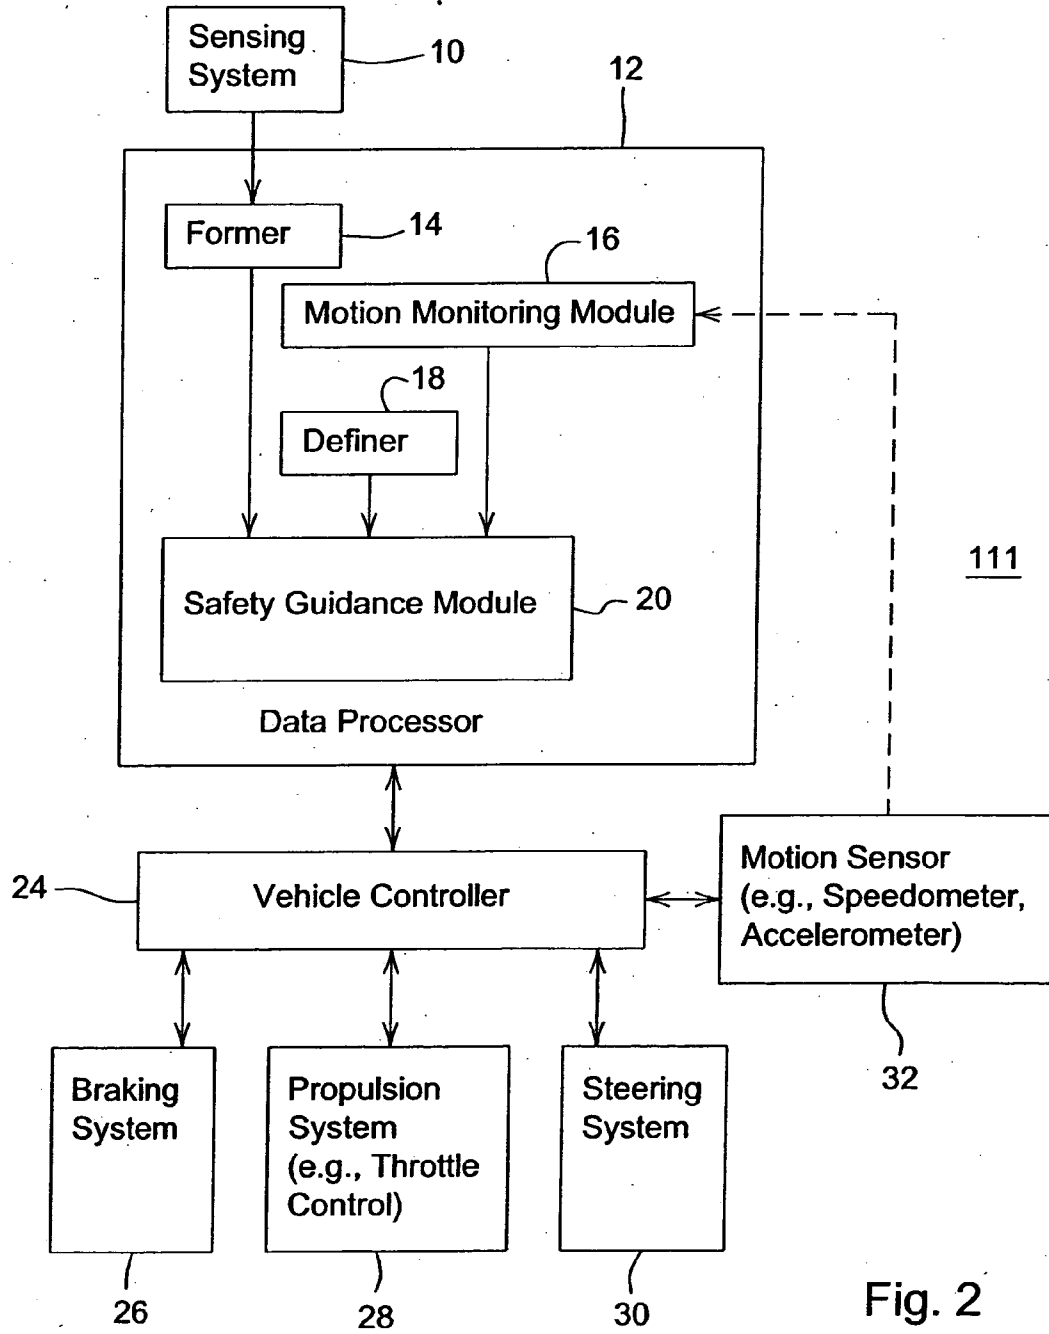 Sensing
System
10
12
Former
14
16
Motion Monitoring Module
18
Definer
111
Safety Guidance Module
20
Data Processor
24
Vehicle Controller
Motion Sensor
(e.g., Speedometer,
Accelerometer)
32
Braking
System
Propulsion
System
(e.g., Throttle
Control)
Steering
System
26
28
30
Fig. 2